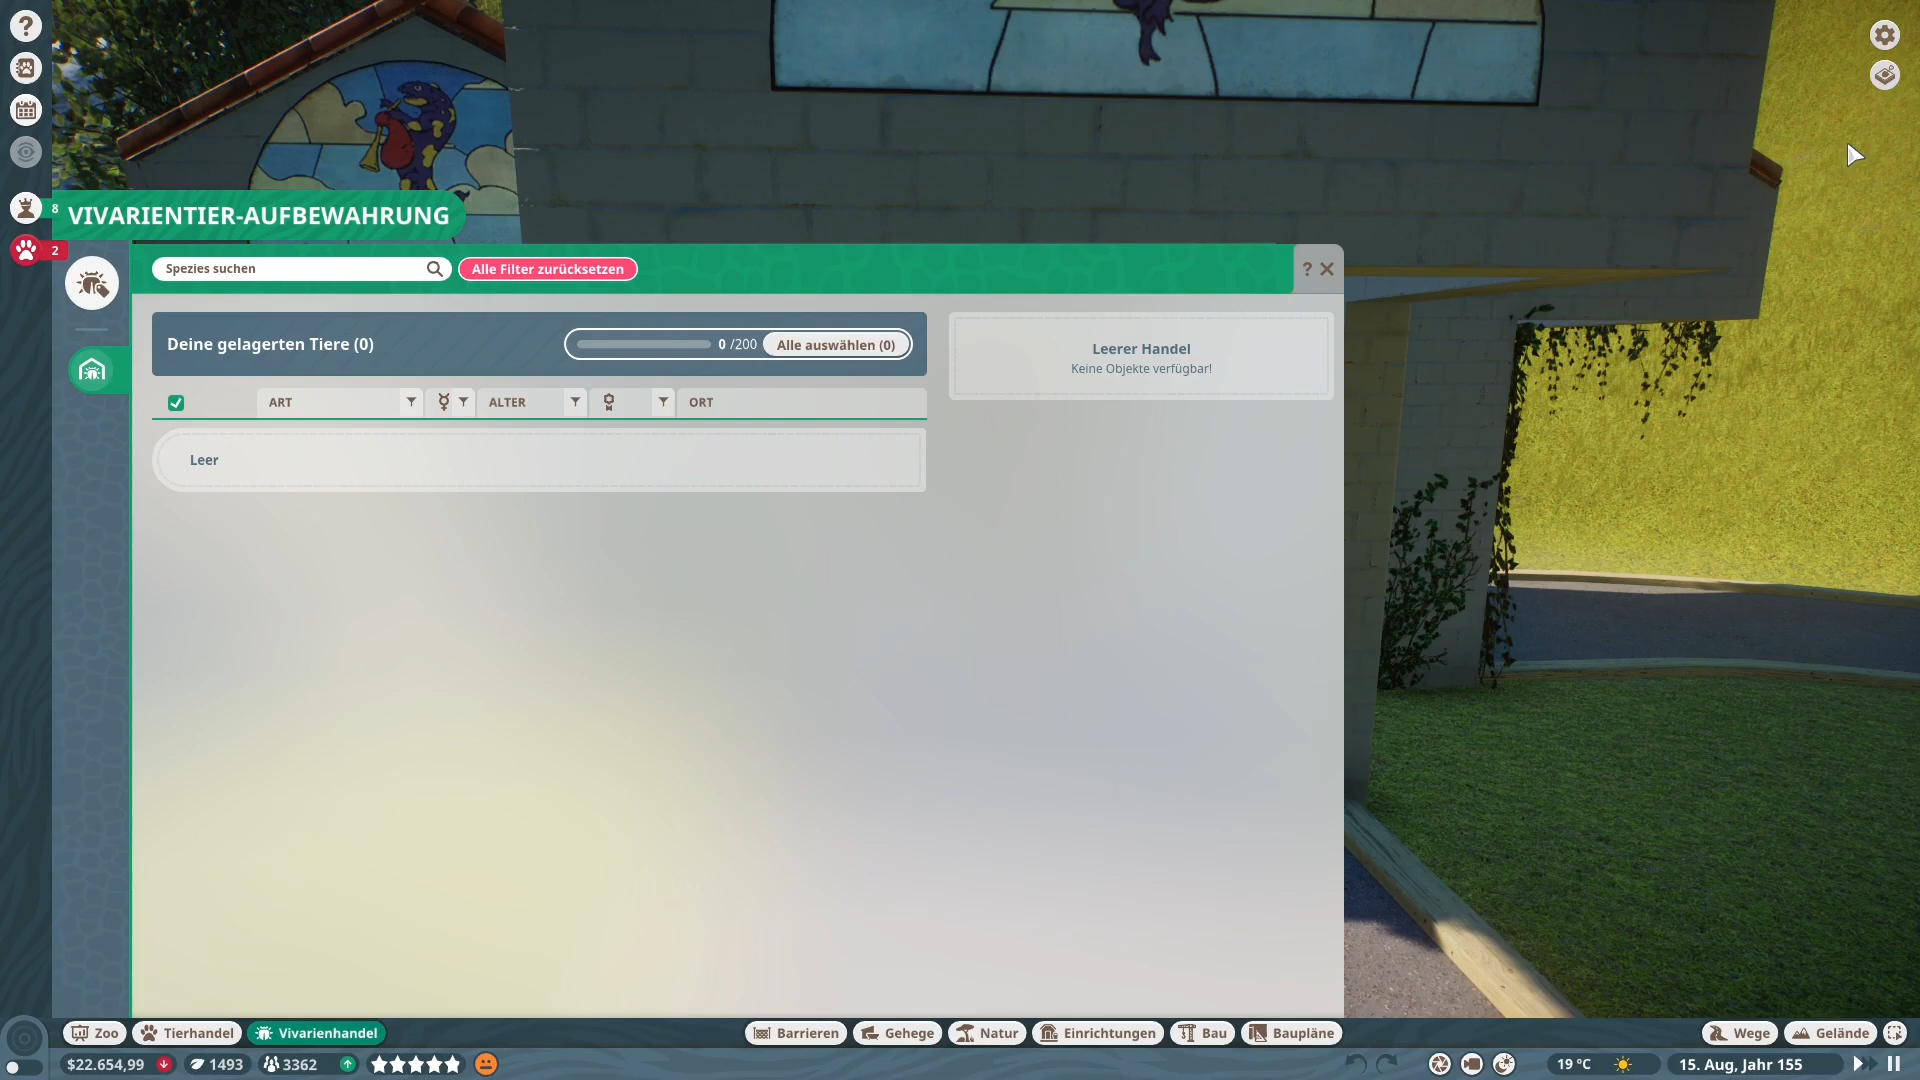 ?
8
VIVARIENTIER-AUFBEWAHRUNG
2
Spezies suchen
Alle Filter zurücksetzen
?
Deine gelagerten Tiere (0)
0 /200
Alle auswählen (0)
Leerer Handel
Keine Objekte verfügbar!
ART
ALTER
ORT
Leer
Zoo
Tierhandel
Vivarienhandel
Barrieren
Gehege
Natur
Einrichtungen
Bau
Baupläne
Wege
Gelände
$22.654,99
1493
3362
19 °C
15. Aug, Jahr 155